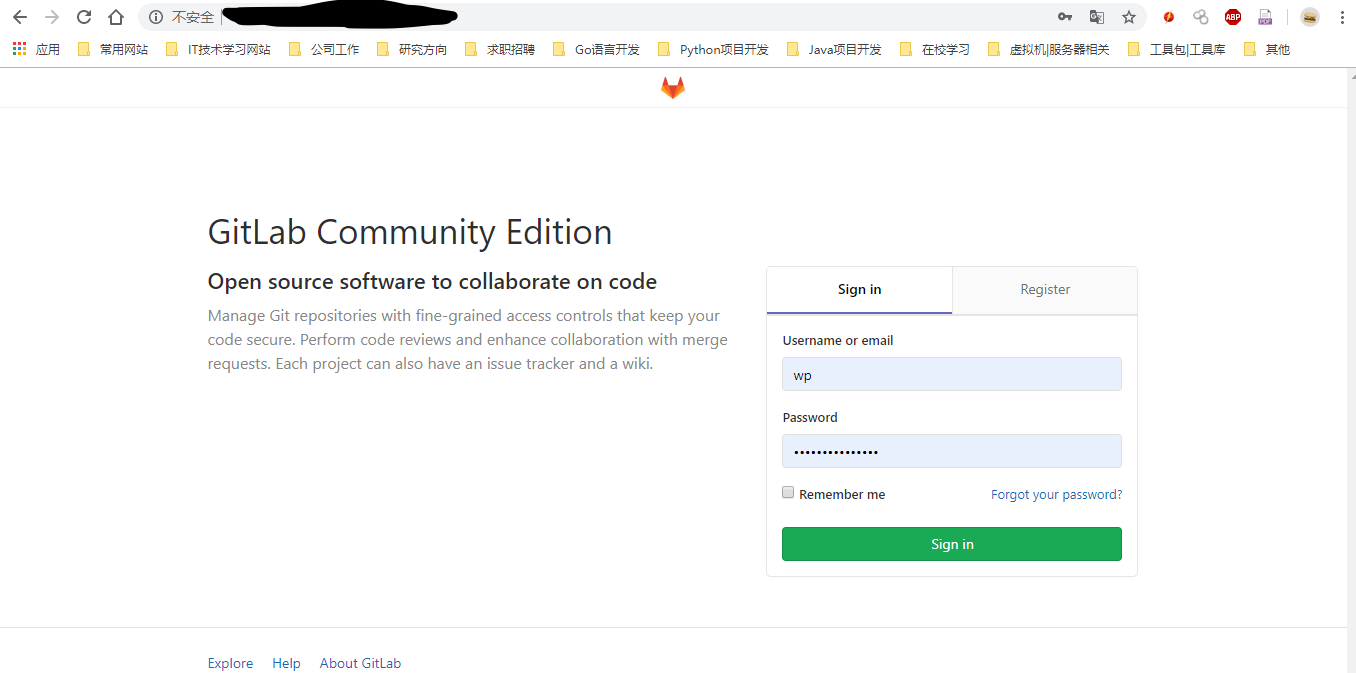 不安全
ABP
PDF
应用 常用网站 IT技术学习网站 公司工作 研究方向 求职招聘 Go语言开发 Python项目开发 Java项目开发 在校学习 虚拟机|服务器相关 工具包|工具库 其他
GitLab Community Edition
Open source software to collaborate on code
Manage Git repositories with fine-grained access controls that keep your
code secure. Perform code reviews and enhance collaboration with merge
requests. Each project can also have an issue tracker and a wiki.
Sign in Register
Username or email
wp
Password
•••••••••••••••
Remember me Forgot your password?
Sign in
Explore Help About GitLab